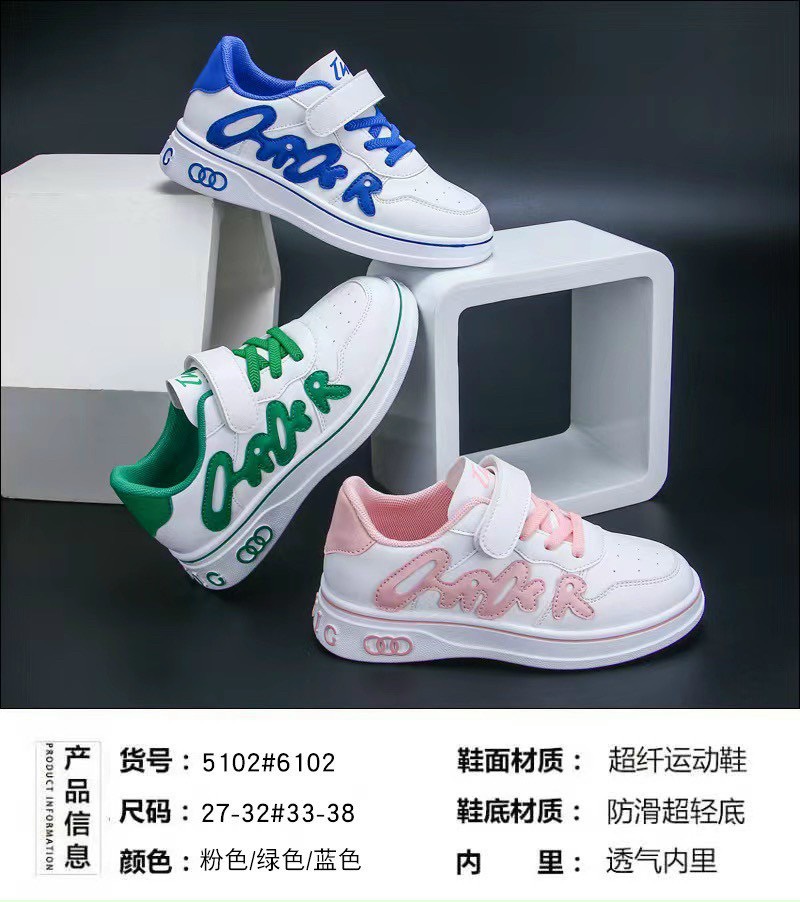 G
G
UG
产品信息
PRODUCT INFORMATION
货号：5102#6102
尺码：27-32#33-38
颜色：粉色/绿色/蓝色
鞋面材质：超纤运动鞋
鞋底材质：防滑超轻底
内里：透气内里